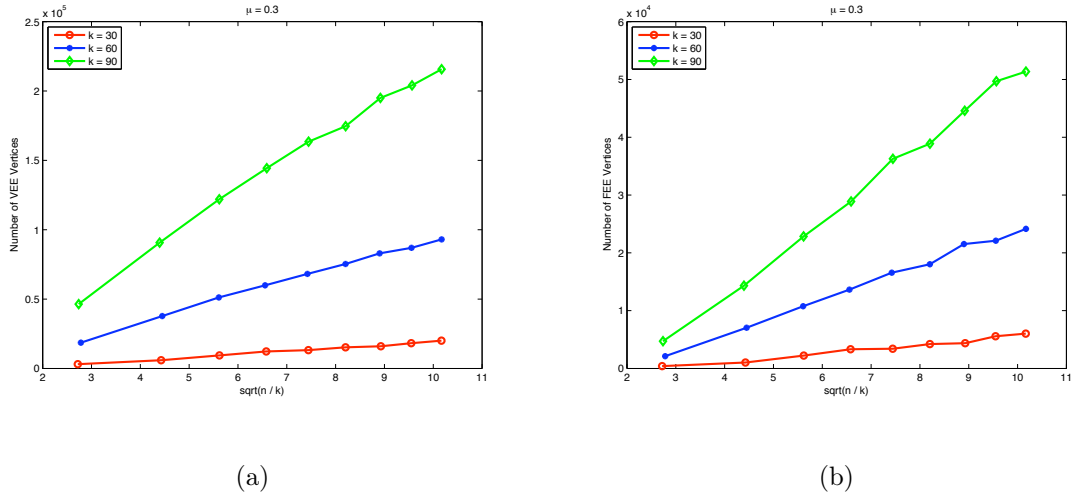 μ = 0.3
x 10^5
k = 30
k = 60
k = 90
2.5
2
1.5
1
0.5
0
Number of VEE Vertices
2 3 4 5 6 7 8 9 10 11
sqrt(n / k)
(a)
μ = 0.3
x 10^4
k = 30
k = 60
k = 90
6
5
4
3
2
1
0
Number of FEE Vertices
2 3 4 5 6 7 8 9 10 11
sqrt(n / k)
(b)